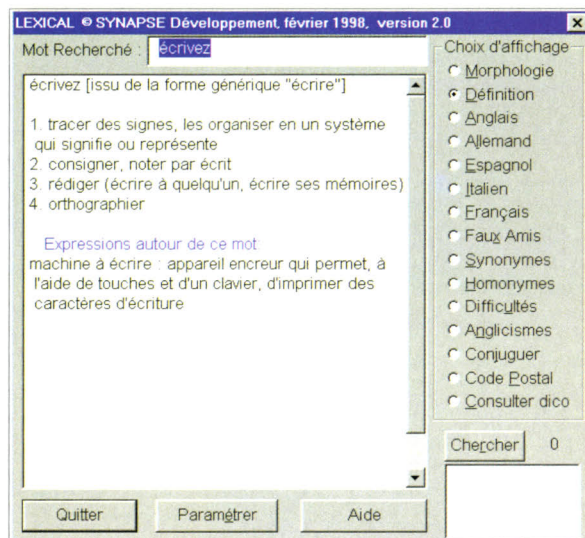 LEXICAL © SYNAPSE Développement, février 1998, version 2.0
Mot Recherché : écrivez
écrivez [issu de la forme générique "écrire"]
1. tracer des signes, les organiser en un système
qui signifie ou représente
2. consigner, noter par écrit
3. rédiger (écrire à quelqu'un, écrire ses mémoires)
4. orthographier
Expressions autour de ce mot
machine à écrire : appareil encreur qui permet, à
l'aide de touches et d'un clavier, d'imprimer des
caractères d'écriture
Quitter
Paramétrer
Aide
Choix d'affichage
Morphologie
Définition
Anglais
Allemand
Espagnol
Italien
Français
Faux Amis
Synonymes
Homonymes
Difficultés
Anglicismes
Conjuguer
Code Postal
Consulter dico
Chercher 0